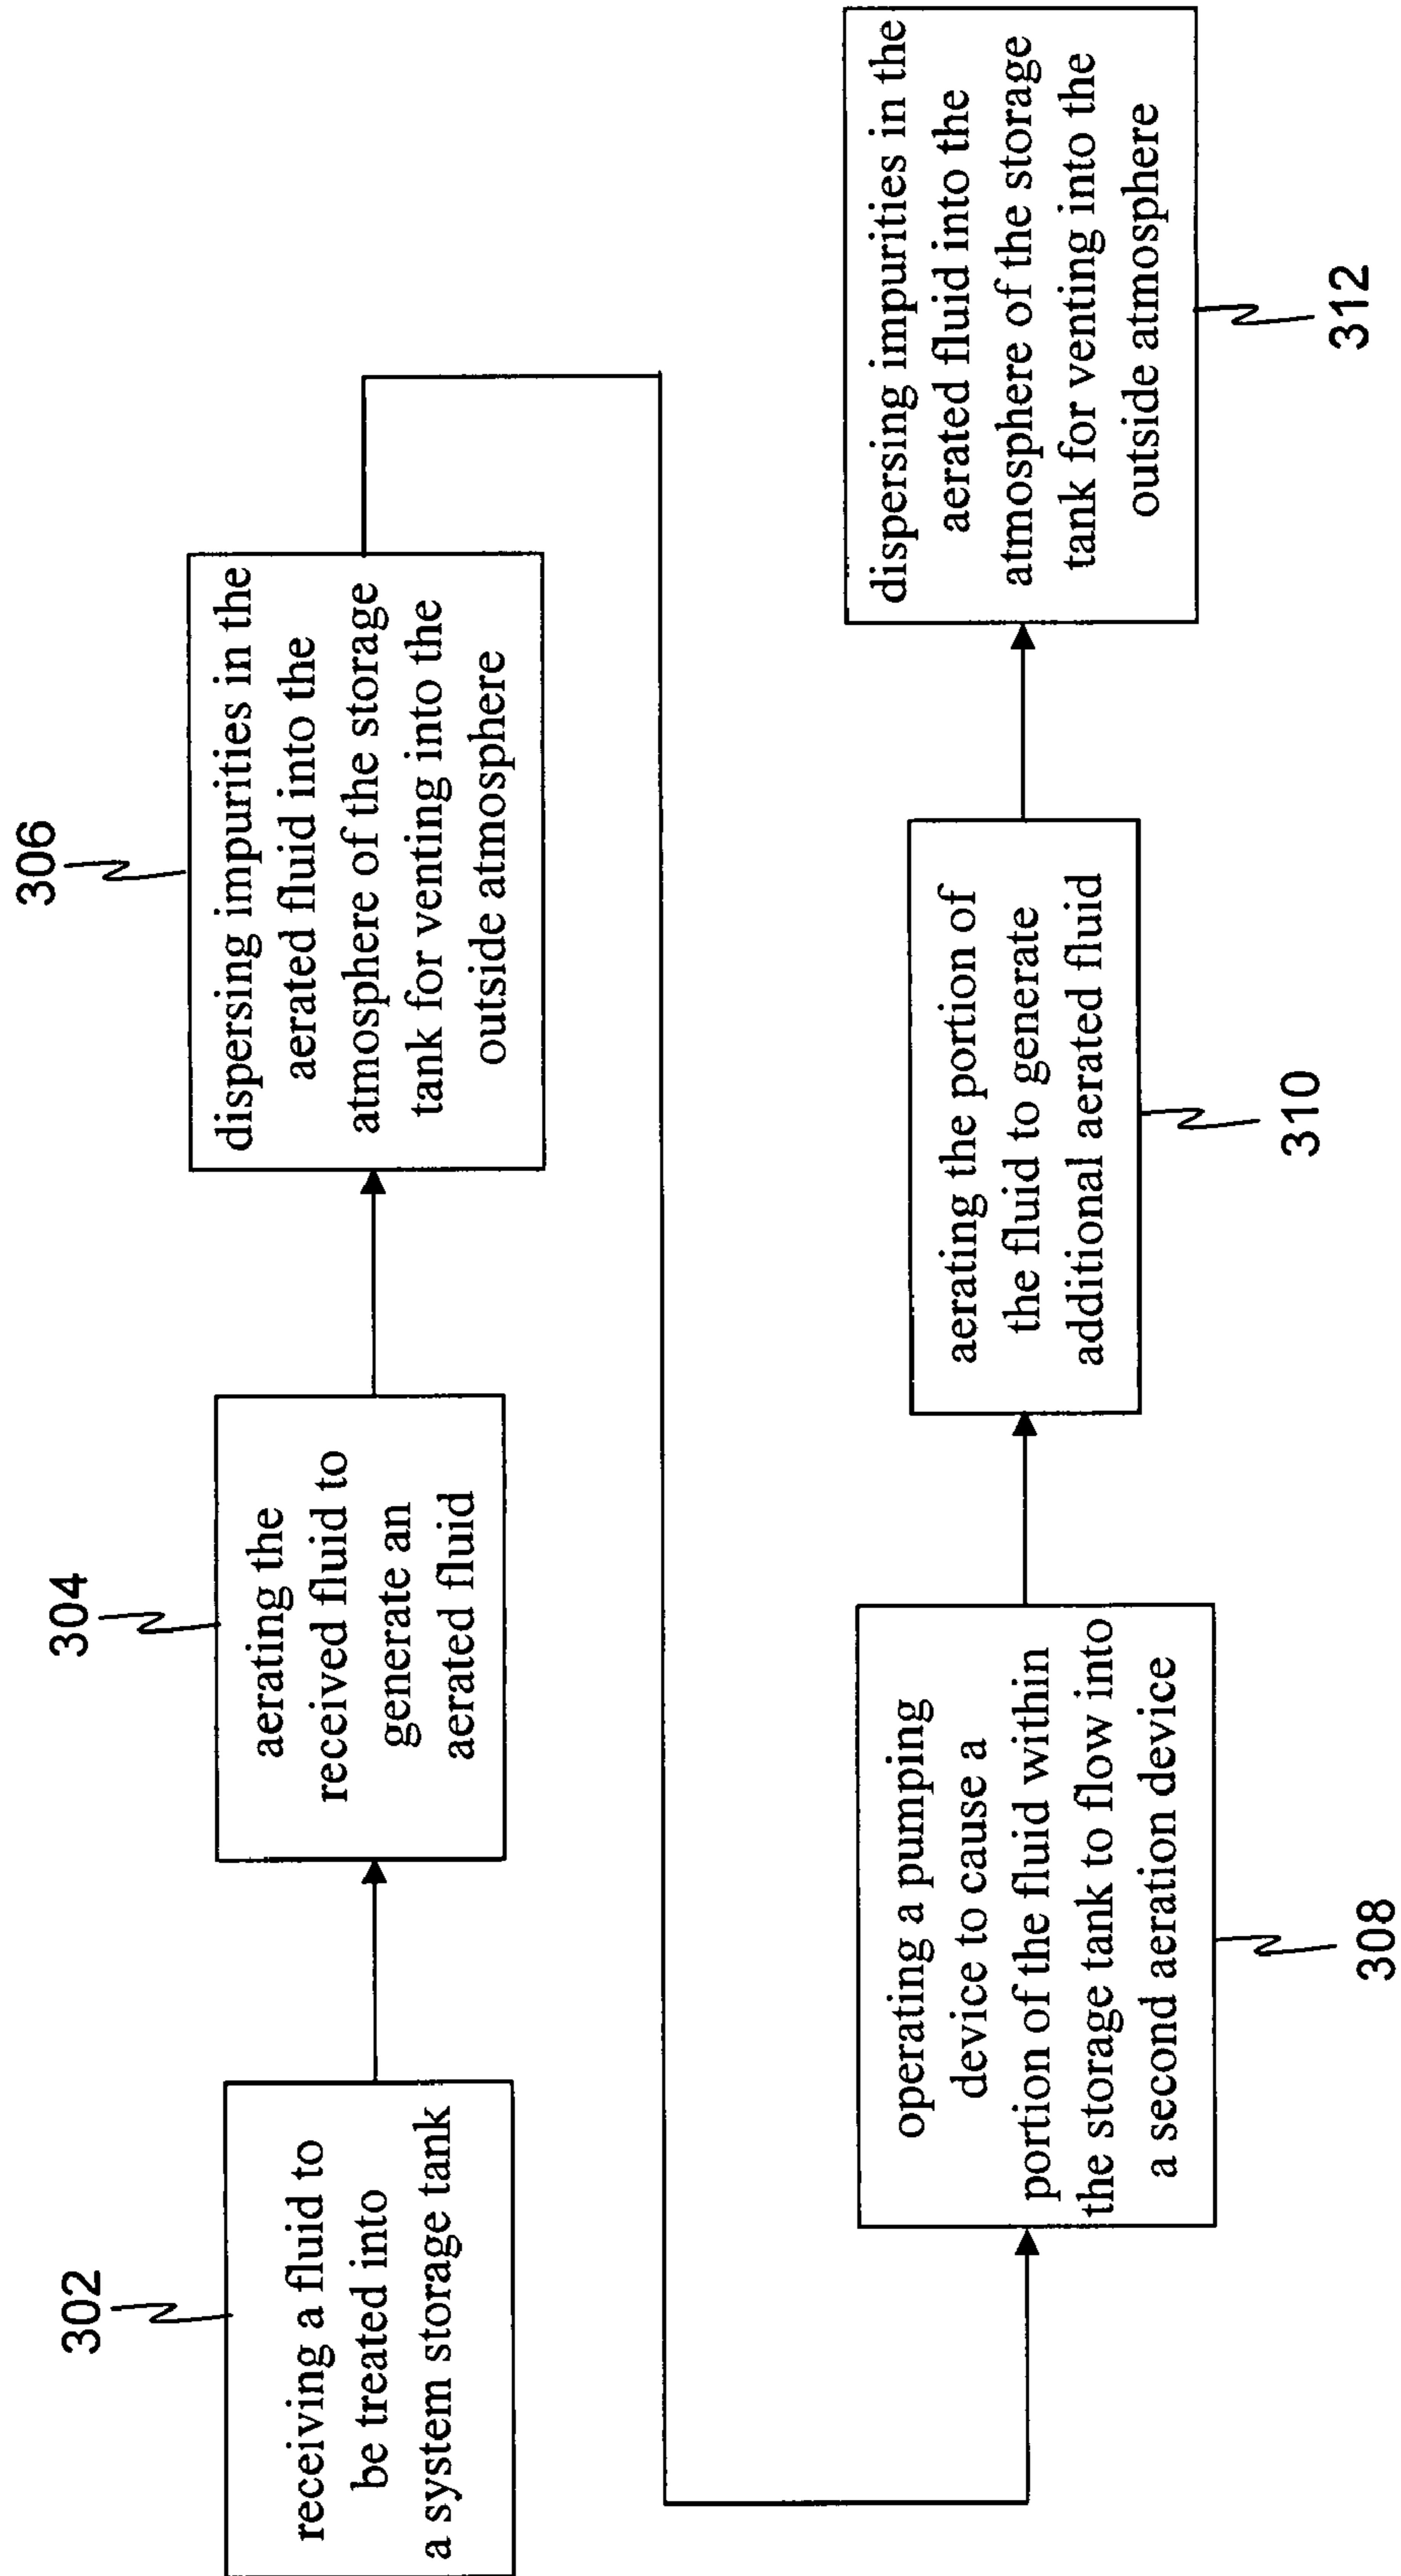 302
receiving a fluid to
be treated into
a system storage tank
304
aerating the
received fluid to
generate an
aerated fluid
306
dispersing impurities in the
aerated fluid into the
atmosphere of the storage
tank for venting into the
outside atmosphere
operating a pumping
device to cause a
portion of the fluid within
the storage tank to flow into
a second aeration device
308
aerating the portion of
the fluid to generate
additional aerated fluid
310
dispersing impurities in the
aerated fluid into the
atmosphere of the storage
tank for venting into the
outside atmosphere
312